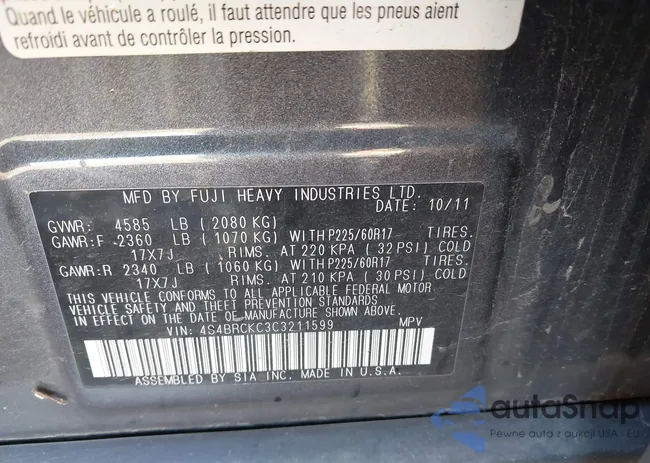 Quand le véhicule a roulé, il faut attendre que les pneus aient
refroidi avant de contrôler la pression.
MFD BY FUJI HEAVY INDUSTRIES LTD.
DATE: 10/11
GVWR: 4585 LB (2080 KG)
GAWR:F 2360 LB (1070 KG) WITH P225/60R17 TIRES.
17X7J RIMS. AT 220 KPA (32 PSI) COLD
GAWR:R 2340 LB (1060 KG) WITH P225/60R17 TIRES.
17X7J RIMS. AT 210 KPA (30 PSI) COLD
THIS VEHICLE CONFORMS TO ALL APPLICABLE FEDERAL MOTOR
VEHICLE SAFETY AND THEFT PREVENTION STANDARDS
IN EFFECT ON THE DATE OF MANUFACTURE SHOWN ABOVE.
VIN: 4S4BRCKC3C3211599 MPV
ASSEMBLED BY SIA INC. MADE IN U.S.A.
autoSnap
Pewne auta z aukcji USA - EU